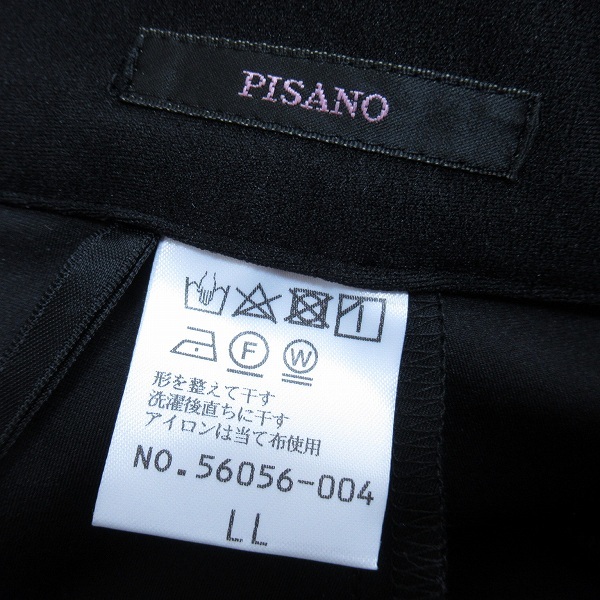 PISANO
F W
形を整えて干す
洗濯後直ちに干す
アイロンは当て布使用
NO.56056-004
LL